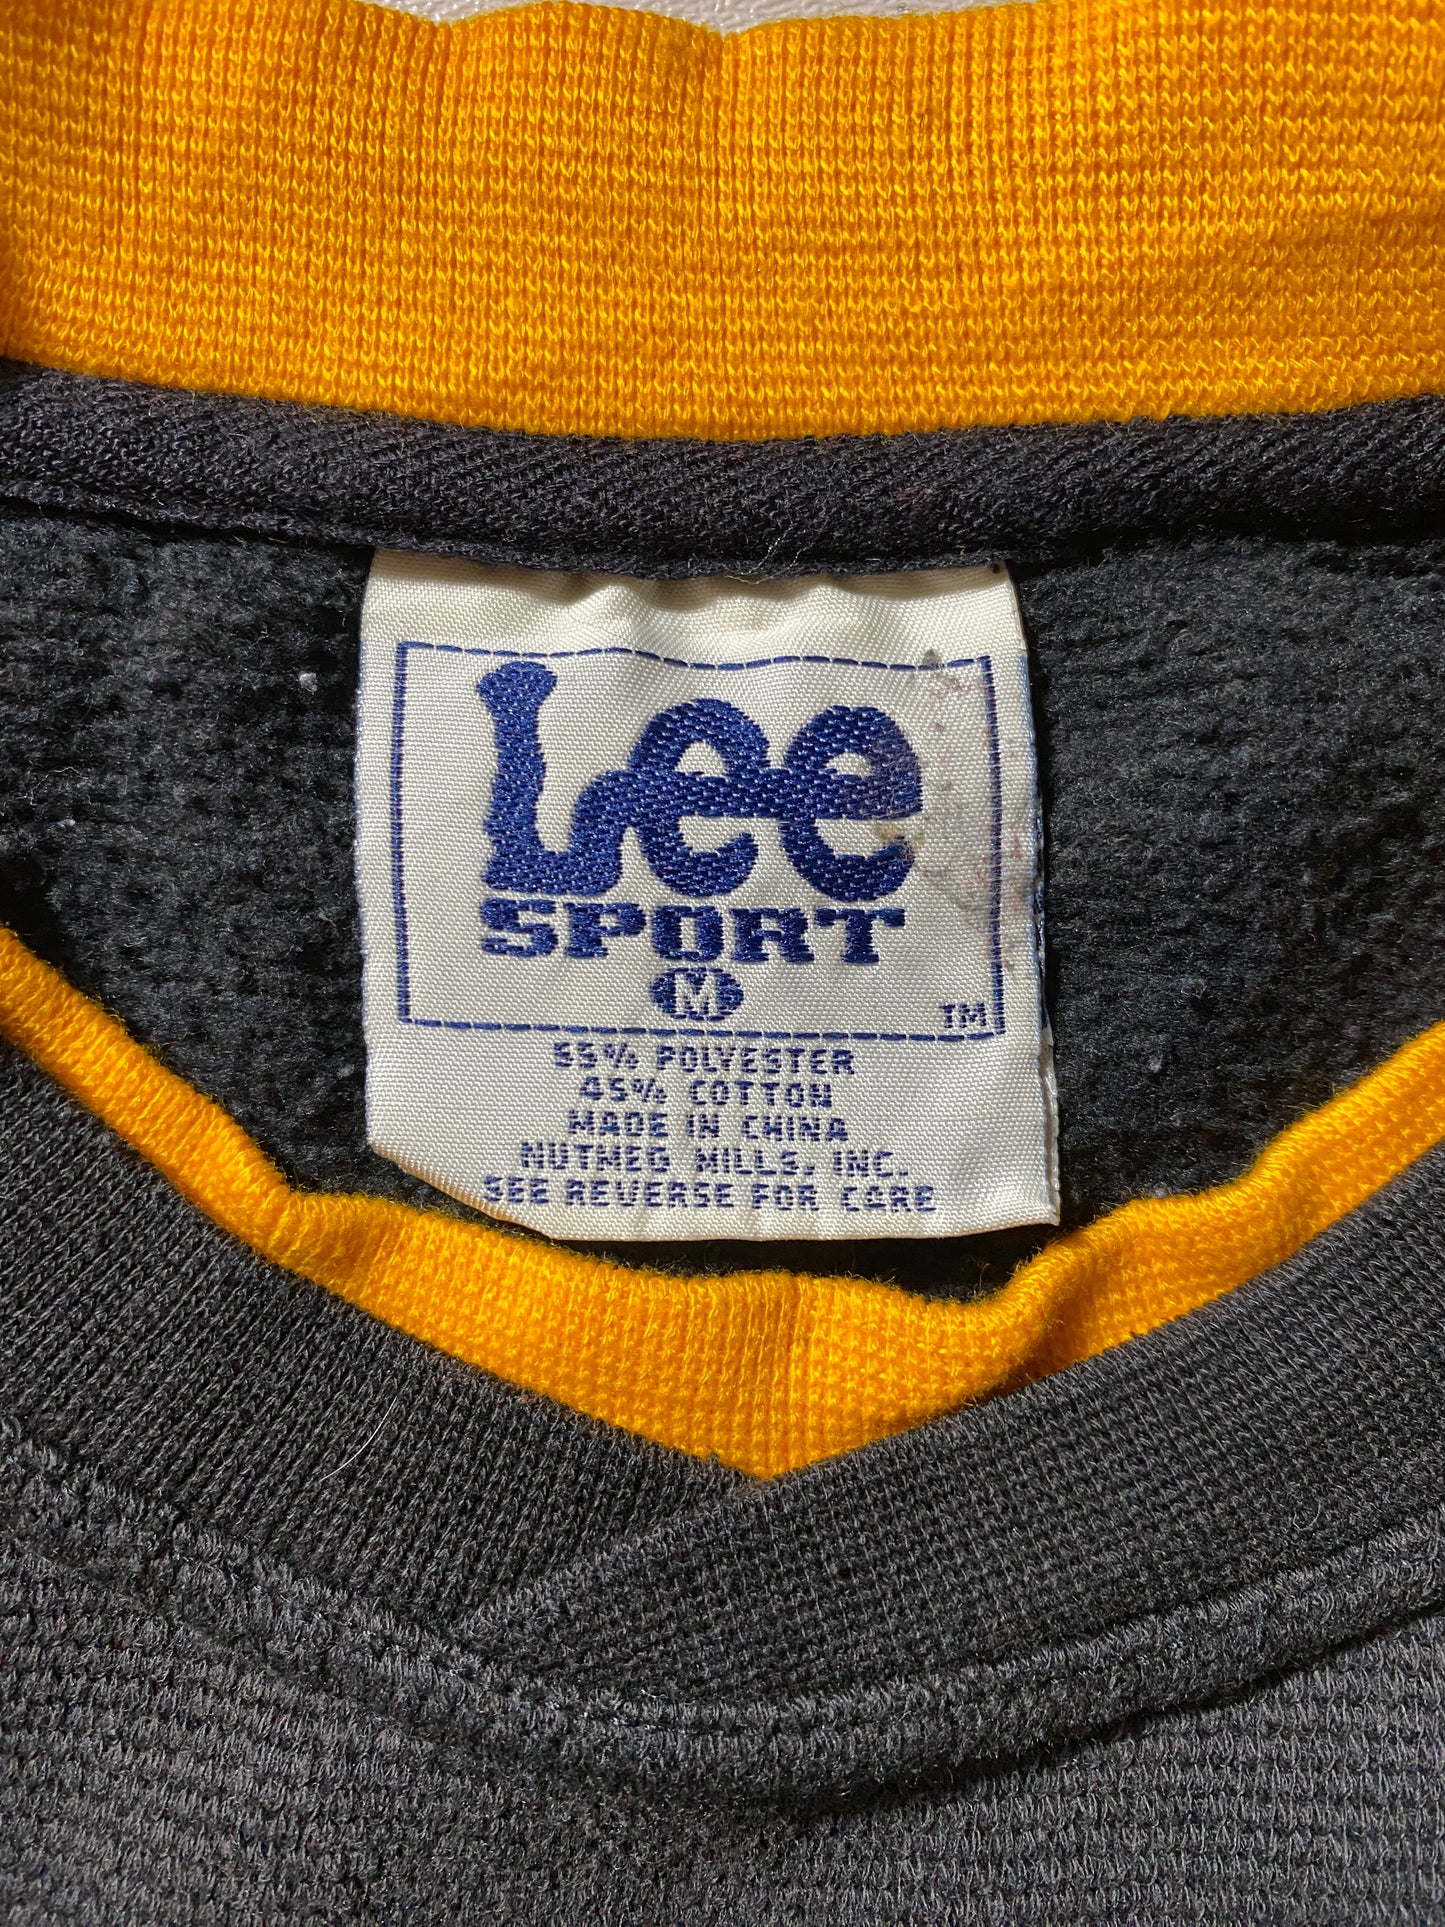 Lee
SPORT
M
TM
55% POLYESTER
45% COTTON
MADE IN CHINA
NUTMEG MILLS, INC.
SEE REVERSE FOR CARE